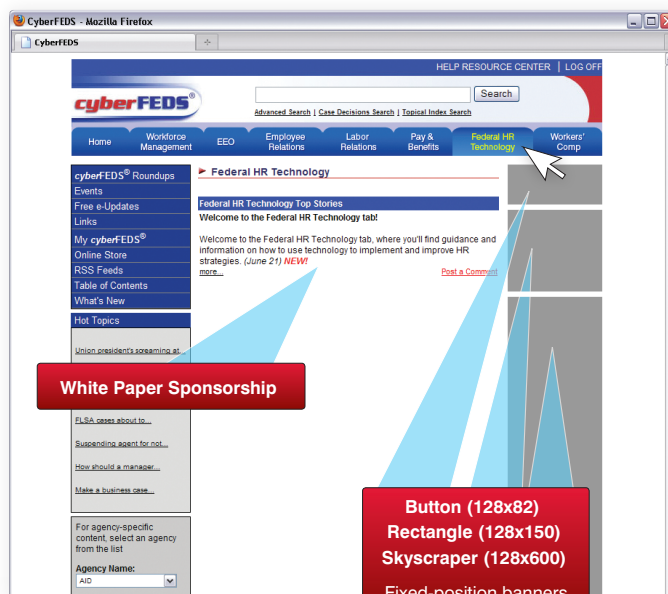 CyberFEDS - Mozilla Firefox
CyberFEDS
HELP RESOURCE CENTER | LOG OFF
cyberFEDS®
Search
Advanced Search | Case Decisions Search | Topical Index Search
Home
Workforce
Management
EEO
Employee
Relations
Labor
Relations
Pay &
Benefits
Federal HR
Technology
Workers'
Comp
cyberFEDS® Roundups
Events
Free e-Updates
Links
My cyberFEDS®
Online Store
RSS Feeds
Table of Contents
What's New
Hot Topics
Union president's screaming at...
FLSA cases about to...
Suspending agent for not...
How should a manager...
Make a business case...
For agency-specific
content, select an agency
from the list
Agency Name:
AID
Federal HR Technology
Federal HR Technology Top Stories
Welcome to the Federal HR Technology tab!
Welcome to the Federal HR Technology tab, where you'll find guidance and
information on how to use technology to implement and improve HR
strategies. (June 21) NEW!
more...
Post a Comment
White Paper Sponsorship
Button (128x82)
Rectangle (128x150)
Skyscraper (128x600)
Fixed-position banners